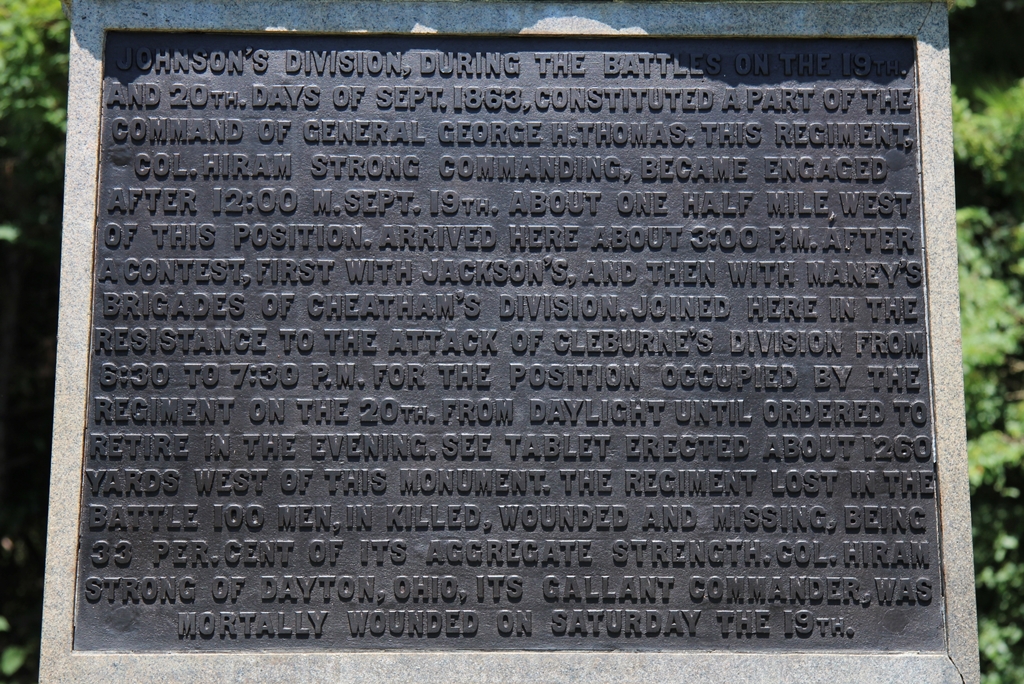 JOHNSON'S DIVISION, DURING THE BATTLES ON THE 19TH.
AND 20TH. DAYS OF SEPT. 1863, CONSTITUTED A PART OF THE
COMMAND OF GENERAL GEORGE H. THOMAS. THIS REGIMENT,
COL. HIRAM STRONG COMMANDING, BECAME ENGAGED
AFTER 12:00 M. SEPT. 19TH. ABOUT ONE HALF MILE WEST
OF THIS POSITION. ARRIVED HERE ABOUT 3:00 P.M. AFTER
A CONTEST, FIRST WITH JACKSON'S, AND THEN WITH MANEY'S
BRIGADES OF CHEATHAM'S DIVISION. JOINED HERE IN THE
RESISTANCE TO THE ATTACK OF CLEBURNE'S DIVISION FROM
6:30 TO 7:30 P.M. FOR THE POSITION OCCUPIED BY THE
REGIMENT ON THE 20TH. FROM DAYLIGHT UNTIL ORDERED TO
RETIRE IN THE EVENING. SEE TABLET ERECTED ABOUT 1260
YARDS WEST OF THIS MONUMENT. THE REGIMENT LOST IN THE
BATTLE 100 MEN, IN KILLED, WOUNDED AND MISSING, BEING
33 PER. CENT OF ITS AGGREGATE STRENGTH. COL. HIRAM
STRONG OF DAYTON, OHIO, ITS GALLANT COMMANDER, WAS
MORTALLY WOUNDED ON SATURDAY THE 19TH.